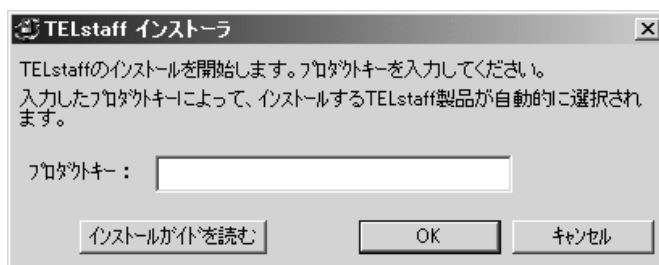 TELstaff インストーラ
TELstaffのインストールを開始します。プロダクトキーを入力してください。
入力したプロダクトキーによって、インストールするTELstaff製品が自動的に選択され
ます。
プロダクトキー：
インストールガイドを読む
OK
キャンセル